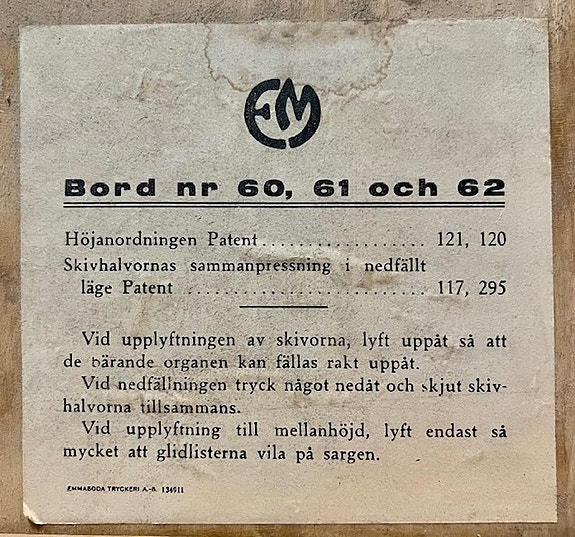 EM
Bord nr 60, 61 och 62
Höjanordningen Patent.................. 121, 120
Skivhalvornas sammanpressning i nedfällt
läge Patent ........................... 117, 295
Vid upplyftningen av skivorna, lyft uppåt så att
de bärande organen kan fällas rakt uppåt.
Vid nedfällningen tryck något nedåt och skjut skiv-
halvorna tillsammans.
Vid upplyftning till mellanhöjd, lyft endast så
mycket att glidlisterna vila på sargen.
EMMABODA TRYCKERI A.-B. 134911